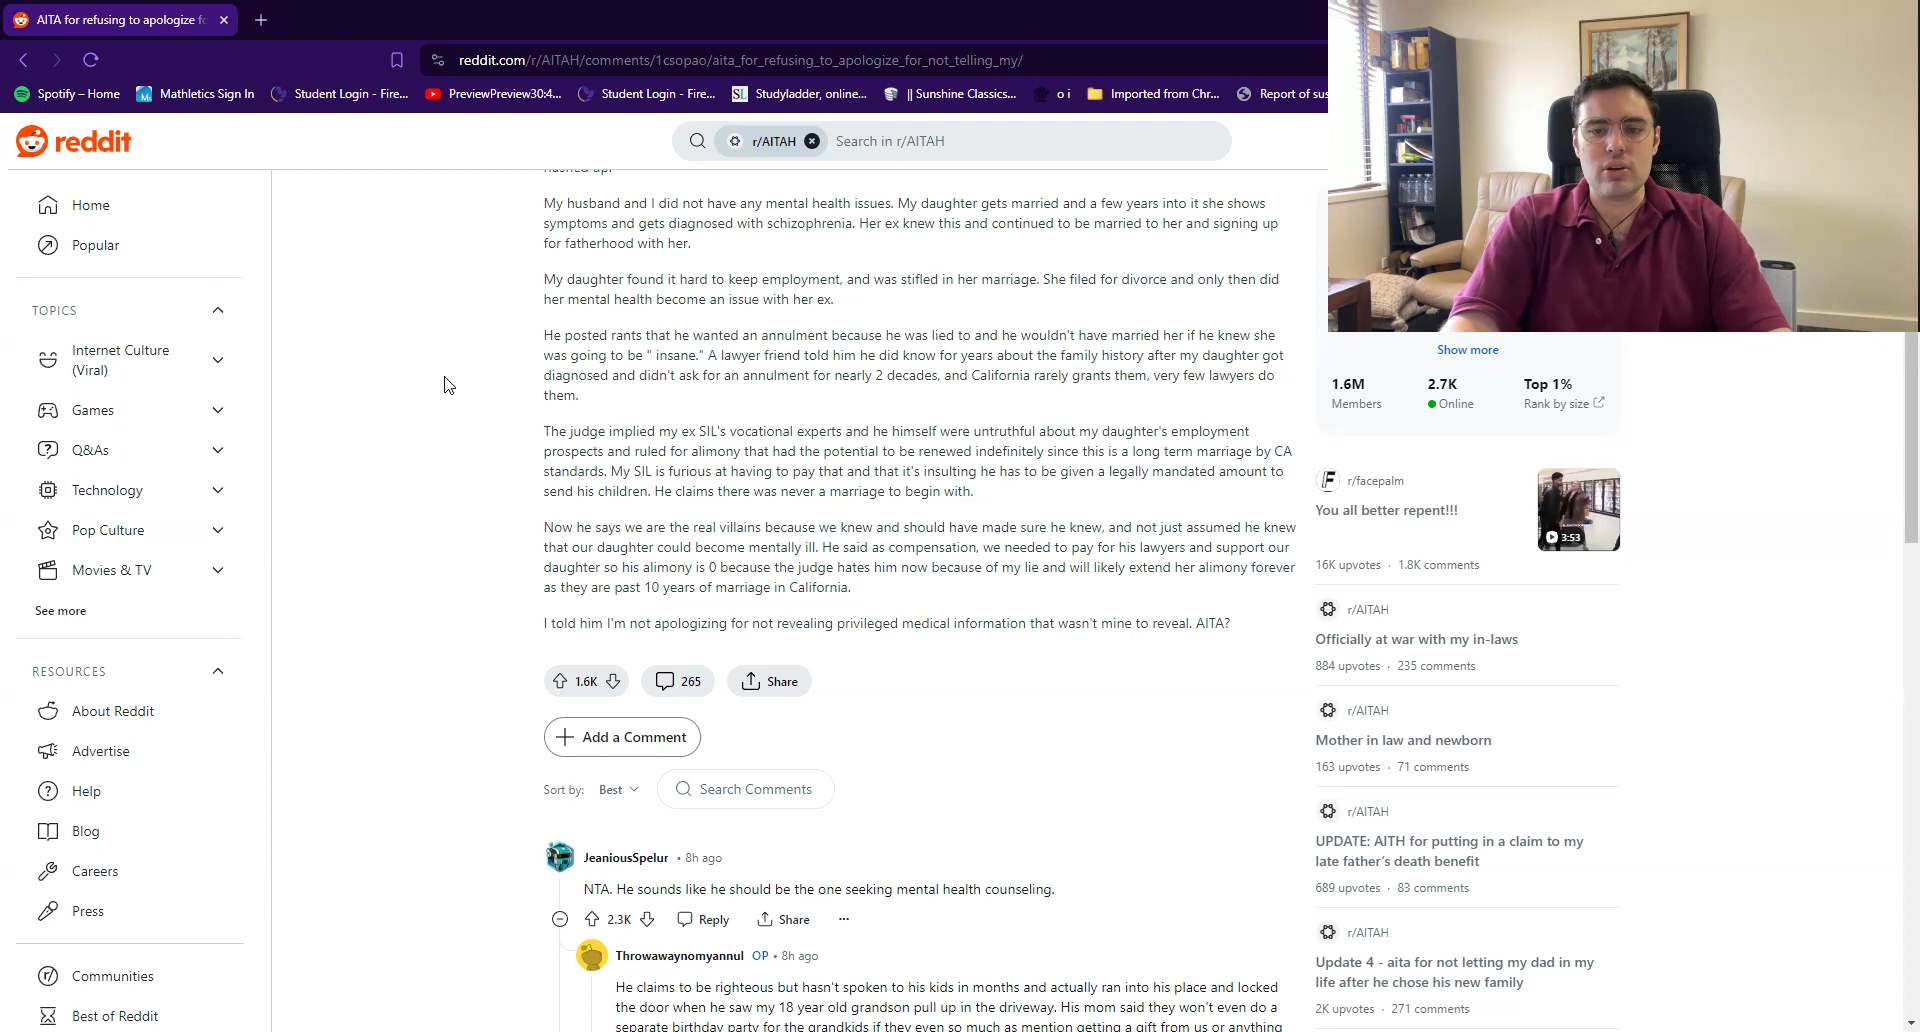 AITA for refusing to apologize fo
reddit.com/r/AITAH/comments/1csopao/aita_for_refusing_to_apologize_for_not_telling_my/
Spotify – Home
Mathletics Sign In
Student Login - Fire...
PreviewPreview30:4...
Student Login - Fire...
SL Studyladder, online...
|| Sunshine Classics...
o i
Imported from Chr...
Report of sus
reddit
r/AITAH
Search in r/AITAH
Home
Popular
TOPICS
Internet Culture
(Viral)
Games
Q&As
Technology
Pop Culture
Movies & TV
See more
RESOURCES
About Reddit
Advertise
Help
Blog
Careers
Press
Communities
Best of Reddit
My husband and I did not have any mental health issues. My daughter gets married and a few years into it she shows
symptoms and gets diagnosed with schizophrenia. Her ex knew this and continued to be married to her and signing up
for fatherhood with her.
My daughter found it hard to keep employment, and was stifled in her marriage. She filed for divorce and only then did
her mental health become an issue with her ex.
He posted rants that he wanted an annulment because he was lied to and he wouldn't have married her if he knew she
was going to be " insane." A lawyer friend told him he did know for years about the family history after my daughter got
diagnosed and didn't ask for an annulment for nearly 2 decades, and California rarely grants them, very few lawyers do
them.
The judge implied my ex SIL's vocational experts and he himself were untruthful about my daughter's employment
prospects and ruled for alimony that had the potential to be renewed indefinitely since this is a long term marriage by CA
standards. My SIL is furious at having to pay that and that it's insulting he has to be given a legally mandated amount to
send his children. He claims there was never a marriage to begin with.
Now he says we are the real villains because we knew and should have made sure he knew, and not just assumed he knew
that our daughter could become mentally ill. He said as compensation, we needed to pay for his lawyers and support our
daughter so his alimony is 0 because the judge hates him now because of my lie and will likely extend her alimony forever
as they are past 10 years of marriage in California.
I told him I'm not apologizing for not revealing privileged medical information that wasn't mine to reveal. AITA?
1.6K
265
Share
Add a Comment
Sort by: Best
Search Comments
JeaniousSpelur • 8h ago
NTA. He sounds like he should be the one seeking mental health counseling.
2.3K
Reply
Share
...
Throwawaynomyannul OP • 8h ago
He claims to be righteous but hasn't spoken to his kids in months and actually ran into his place and locked
the door when he saw my 18 year old grandson pull up in the driveway. His mom said they won't even do a
separate birthday party for the grandkids if they even so much as mention getting a gift from us or anything
Show more
1.6M
Members
2.7K
Online
Top 1%
Rank by size
r/facepalm
You all better repent!!!
3:53
16K upvotes · 1.8K comments
r/AITAH
Officially at war with my in-laws
884 upvotes · 235 comments
r/AITAH
Mother in law and newborn
163 upvotes · 71 comments
r/AITAH
UPDATE: AITH for putting in a claim to my
late father's death benefit
689 upvotes · 83 comments
r/AITAH
Update 4 - aita for not letting my dad in my
life after he chose his new family
2K upvotes · 271 comments